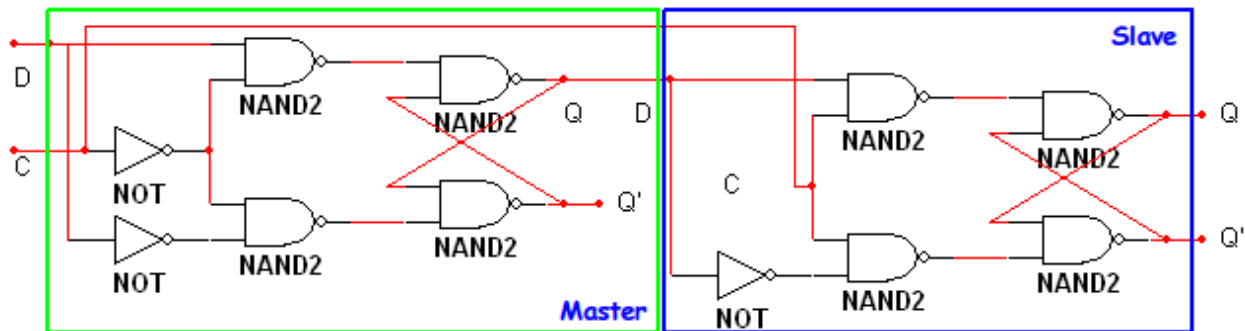 Slave
D
NAND2
NAND2
Q
D
NAND2
NAND2
Q
C
NOT
C
NAND2
NAND2
Q'
NAND2
NAND2
Q'
NOT
Master
NOT